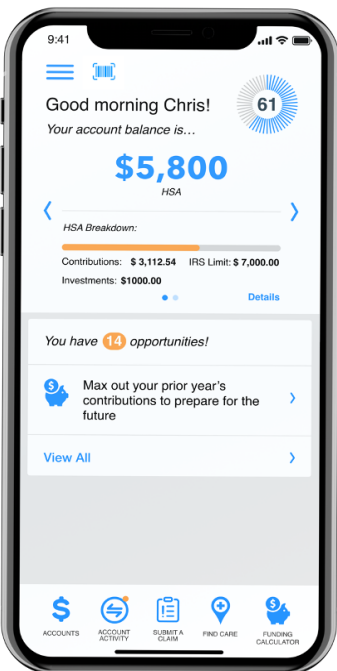 9:41
Good morning Chris!
61
Your account balance is...
$5,800
HSA
HSA Breakdown:
Contributions: $ 3,112.54 IRS Limit: $ 7,000.00
Investments: $1000.00
Details
You have 14 opportunities!
Max out your prior year's
contributions to prepare for the
future
View All
ACCOUNTS
ACCOUNT
ACTIVITY
SUBMIT A
CLAIM
FIND CARE
FUNDING
CALCULATOR